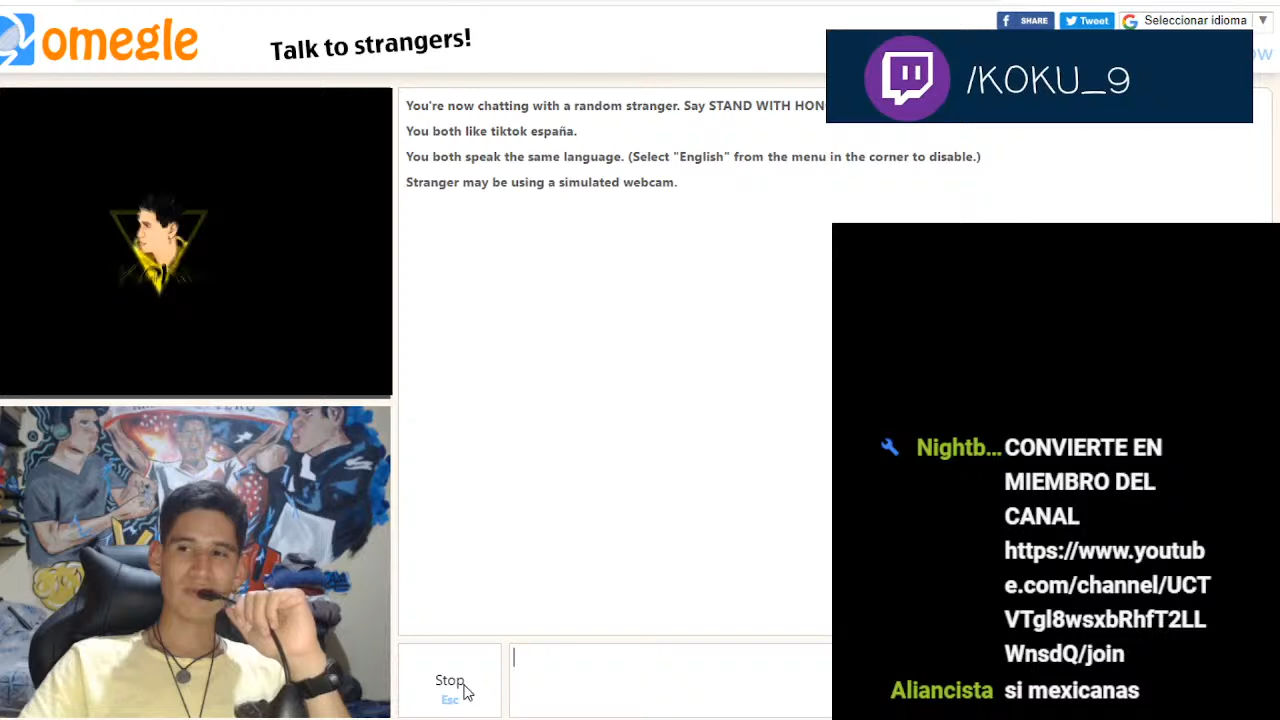 omegle
Talk to strangers!
SHARE
Tweet
Seleccionar idioma
/KOKU_9
You're now chatting with a random stranger. Say STAND WITH
You both like tiktok españa.
You both speak the same language. (Select "English" from the menu in the corner to disable.)
Stranger may be using a simulated webcam.
Nightb... CONVIERTE EN
MIEMBRO DEL
CANAL
https://www.youtub
e.com/channel/UCT
VTgl8wsxbRhfT2LL
WnsdQ/join
Aliancista si mexicanas
Stop
Esc